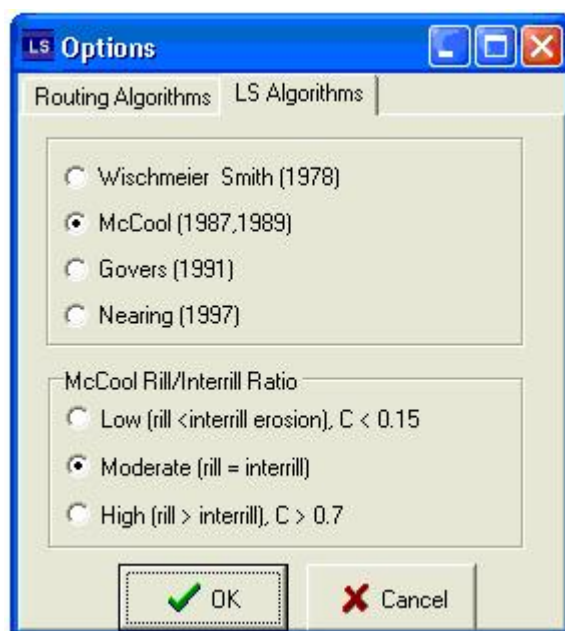 LS Options
Routing Algorithms LS Algorithms
Wischmeier Smith (1978)
McCool (1987,1989)
Govers (1991)
Nearing (1997)
McCool Rill/Interrill Ratio
Low (rill <interrill erosion), C < 0.15
Moderate (rill = interrill)
High (rill > interrill), C > 0.7
OK Cancel